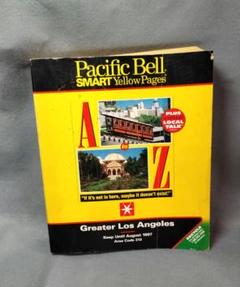 Pacific Bell
SMART Yellow Pages
PLUS
LOCAL
TALK
A
to
Z
"If it's not in here, maybe it doesn't exist."
Greater Los Angeles
Keep Until August 1997
Area Code 213